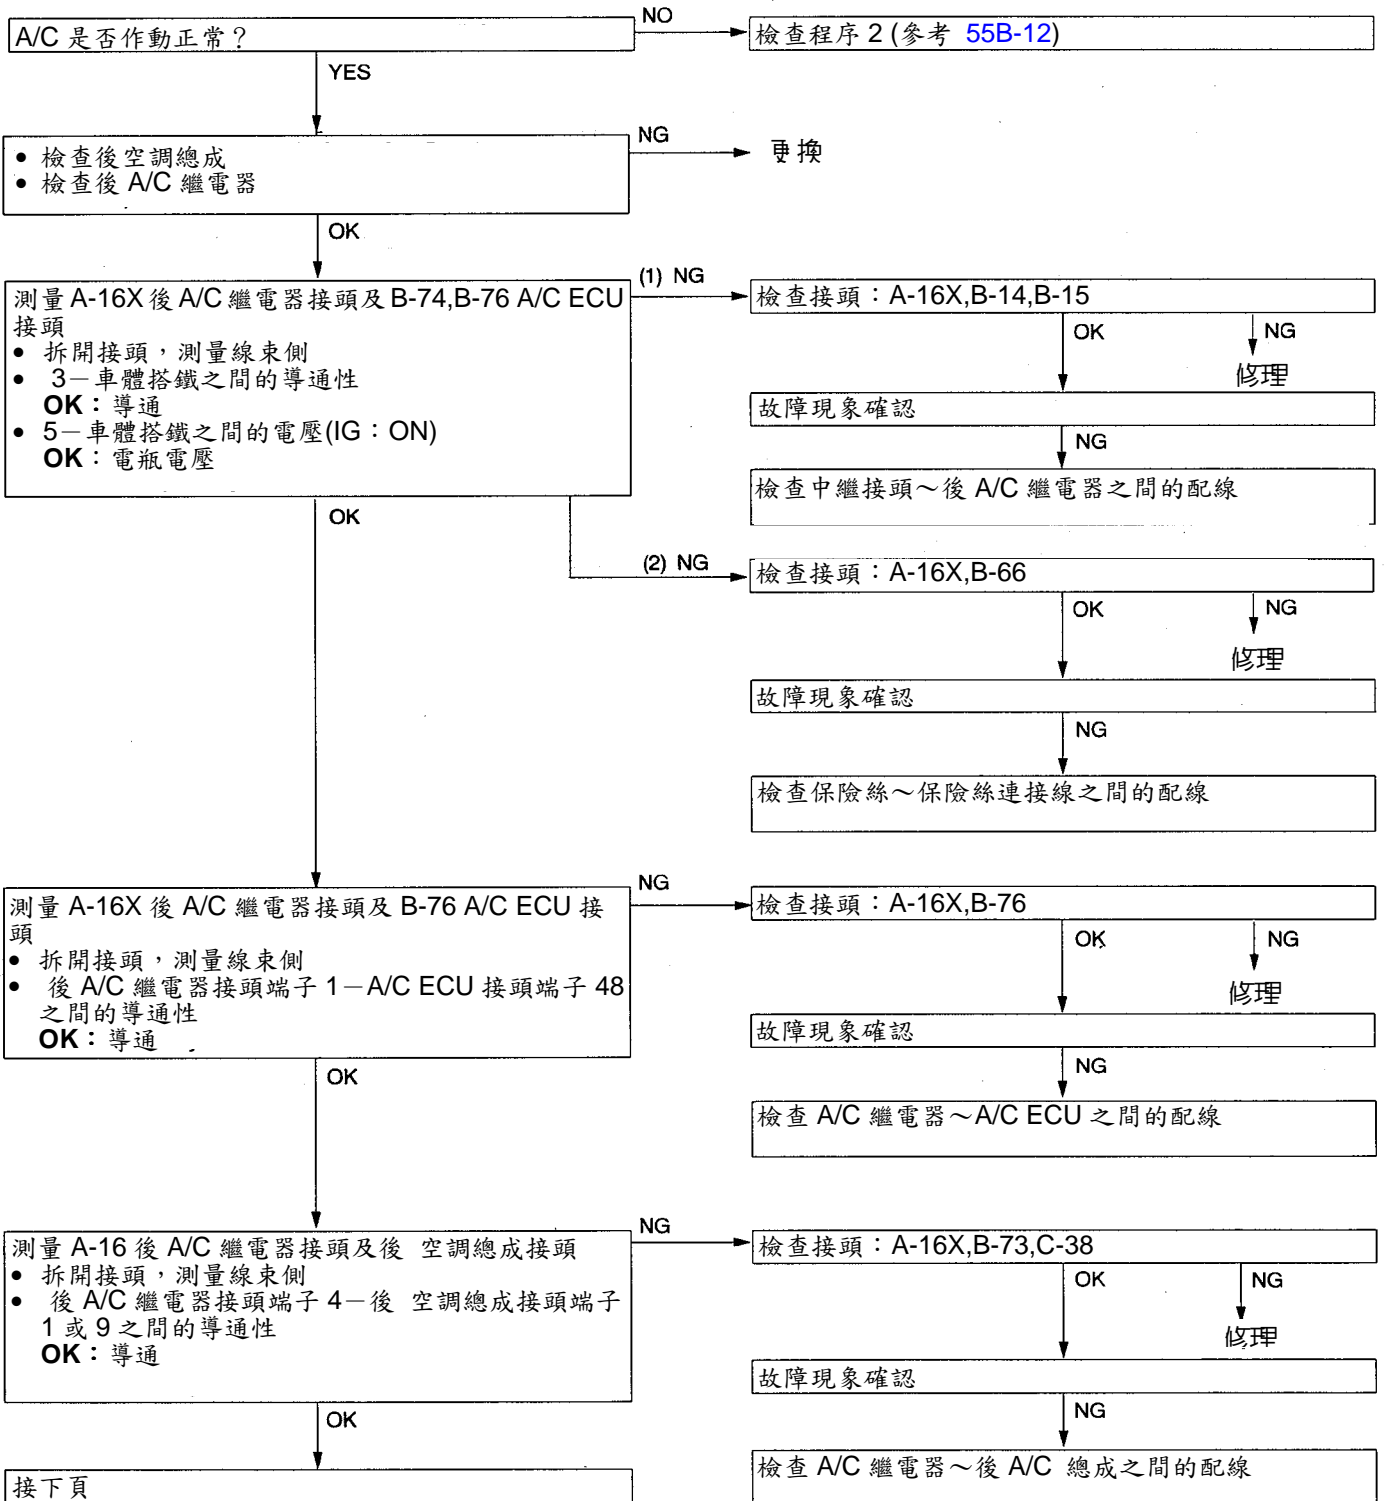 A/C 是否作動正常？
NO
檢查程序 2 (參考 55B-12)
YES
• 檢查後空調總成
• 檢查後 A/C 繼電器
NG
更換
OK
測量 A-16X 後 A/C 繼電器接頭及 B-74,B-76 A/C ECU
接頭
• 拆開接頭，測量線束側
• 3－車體搭鐵之間的導通性
OK：導通
• 5－車體搭鐵之間的電壓(IG：ON)
OK：電瓶電壓
(1) NG
檢查接頭：A-16X,B-14,B-15
OK
NG
修理
故障現象確認
NG
檢查中繼接頭～後 A/C 繼電器之間的配線
OK
(2) NG
檢查接頭：A-16X,B-66
OK
NG
修理
故障現象確認
NG
檢查保險絲～保險絲連接線之間的配線
測量 A-16X 後 A/C 繼電器接頭及 B-76 A/C ECU 接
頭
• 拆開接頭，測量線束側
• 後 A/C 繼電器接頭端子 1－A/C ECU 接頭端子 48
之間的導通性
OK：導通
NG
檢查接頭：A-16X,B-76
OK
NG
修理
故障現象確認
NG
檢查 A/C 繼電器～A/C ECU 之間的配線
OK
測量 A-16 後 A/C 繼電器接頭及後 空調總成接頭
• 拆開接頭，測量線束側
• 後 A/C 繼電器接頭端子 4－後 空調總成接頭端子
1 或 9 之間的導通性
OK：導通
NG
檢查接頭：A-16X,B-73,C-38
OK
NG
修理
故障現象確認
NG
檢查 A/C 繼電器～後 A/C 總成之間的配線
OK
接下頁